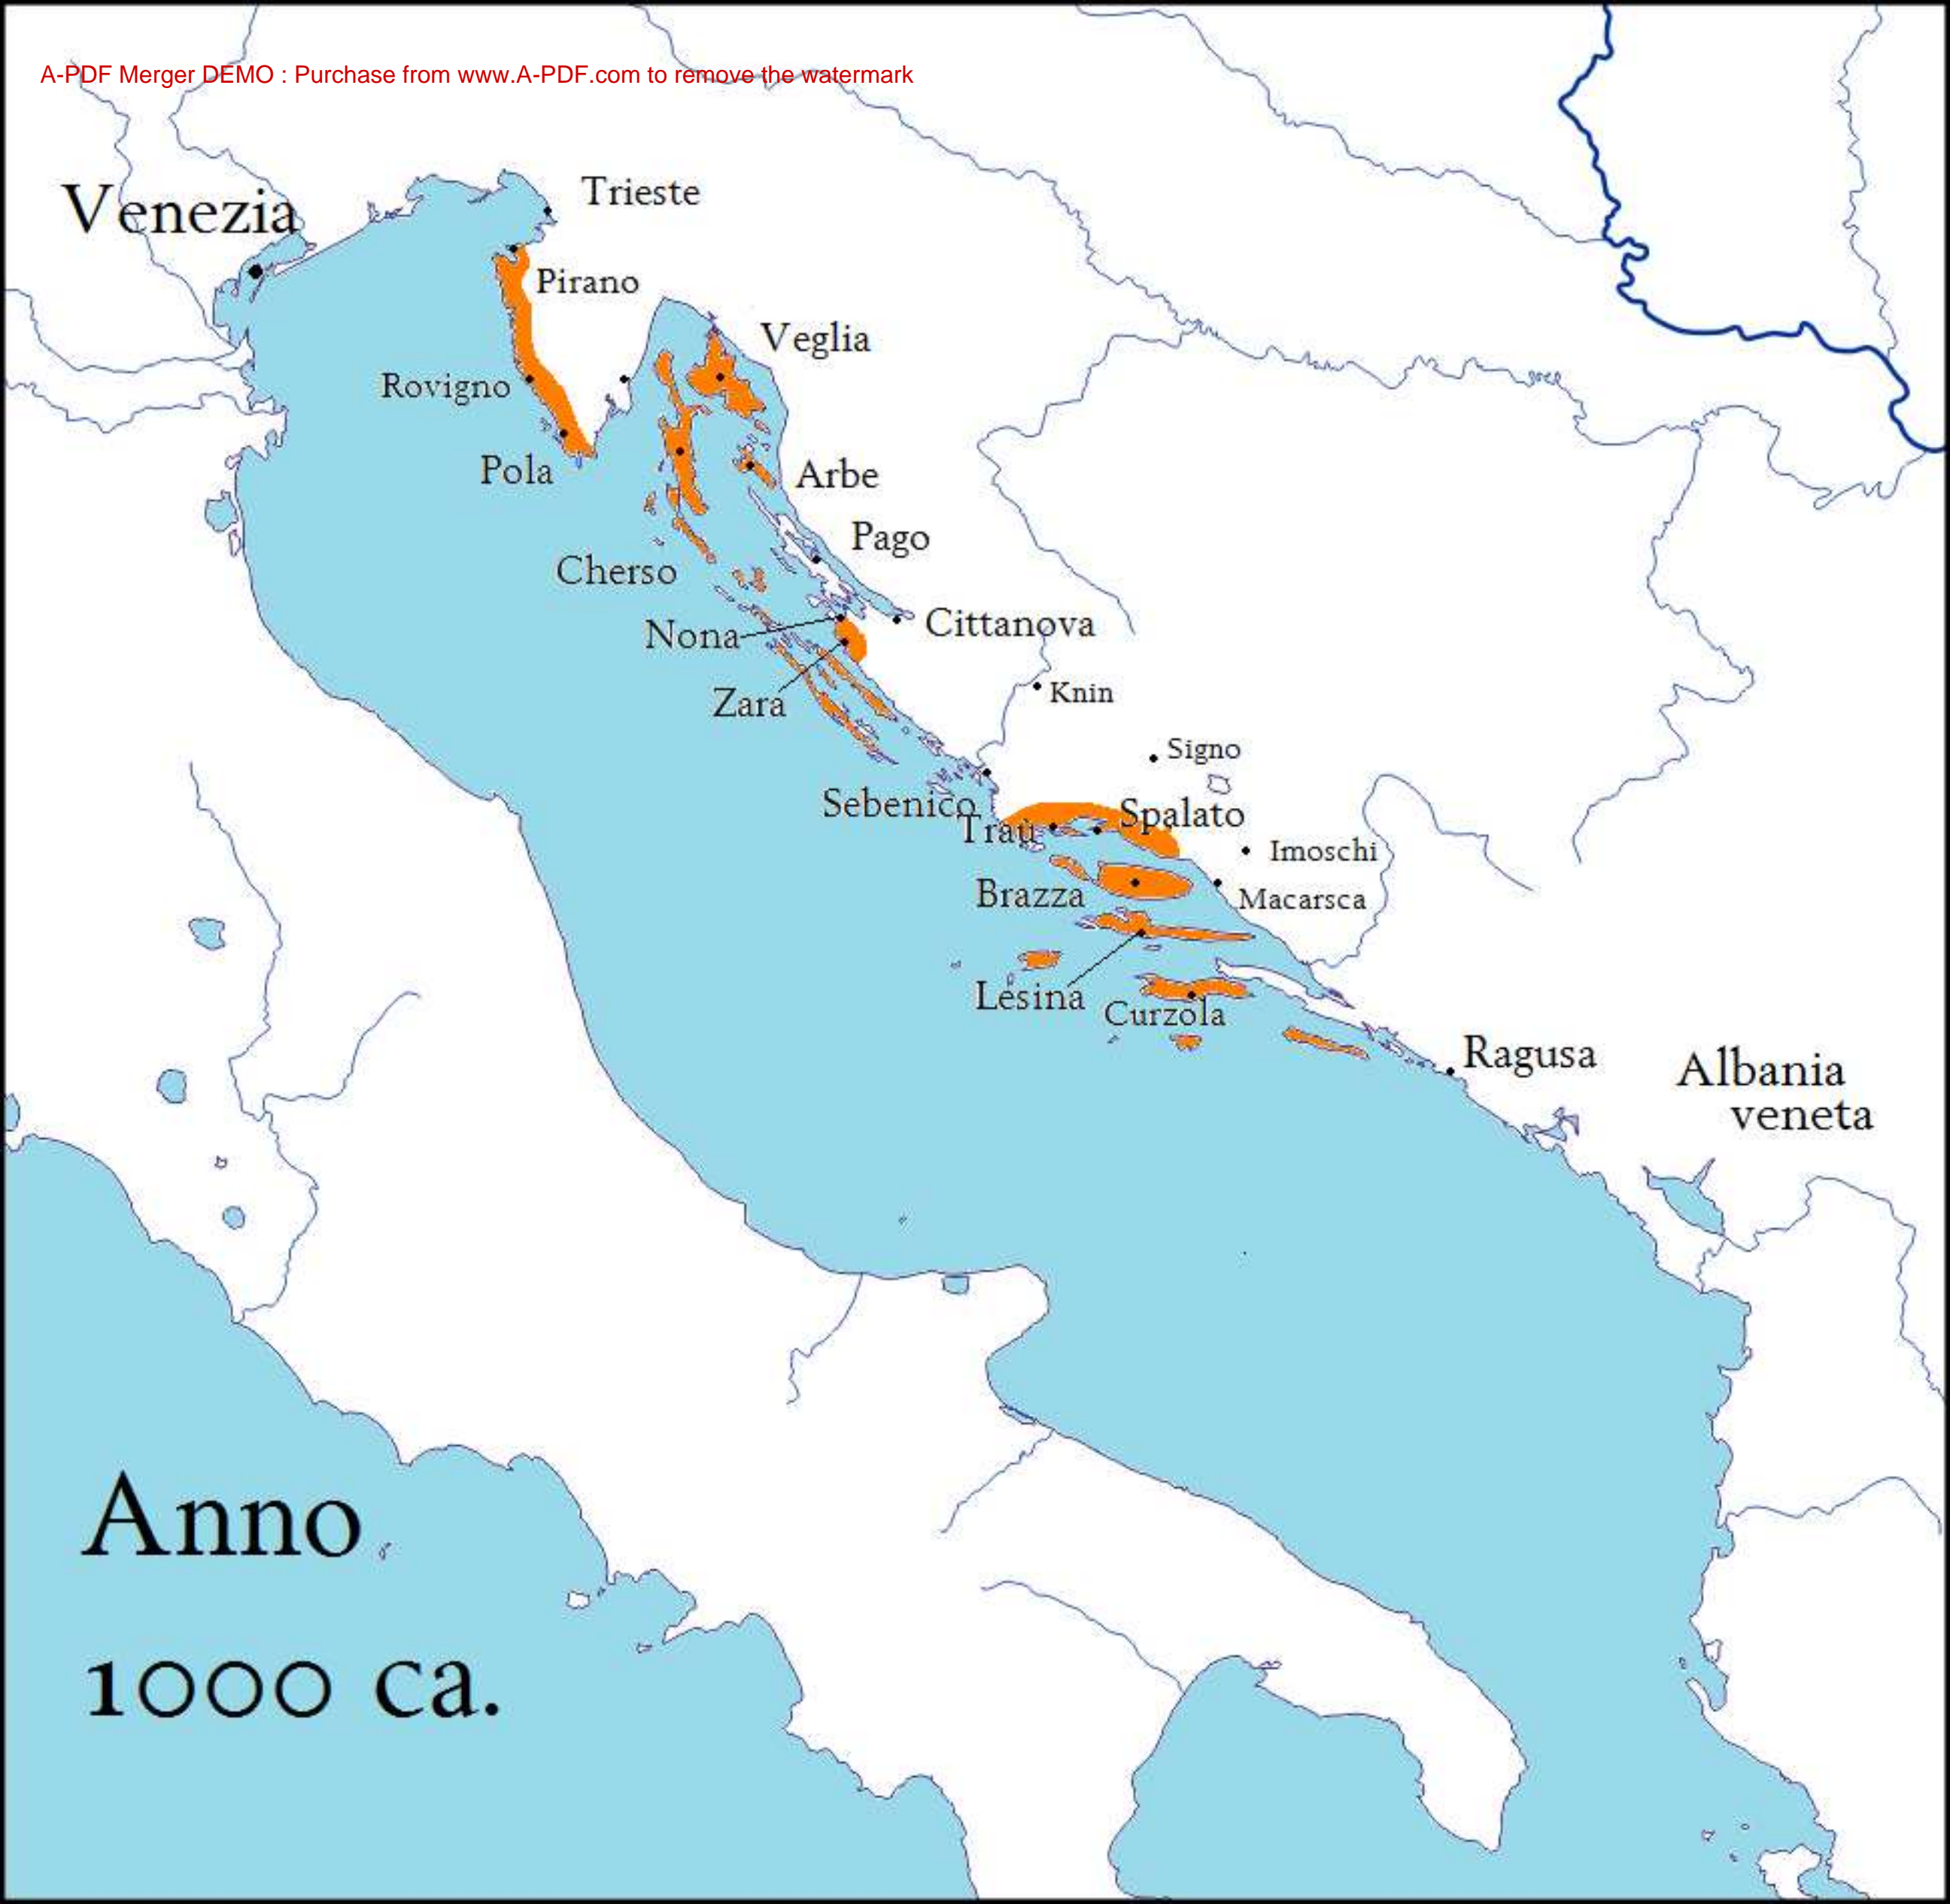 A-PDF Merger DEMO : Purchase from www.A-PDF.com to remove the watermark
Trieste
Venezia
Pirano
Veglia
Rovigno
Pola
Arbe
Pago
Cherso
Cittanova
Nona
Knin
Zara
Signo
Sebenico
Spalato
Traù
Imoschi
Brazza
Macarsca
Lesina
Curzola
Ragusa
Albania
veneta
Anno
1000 ca.